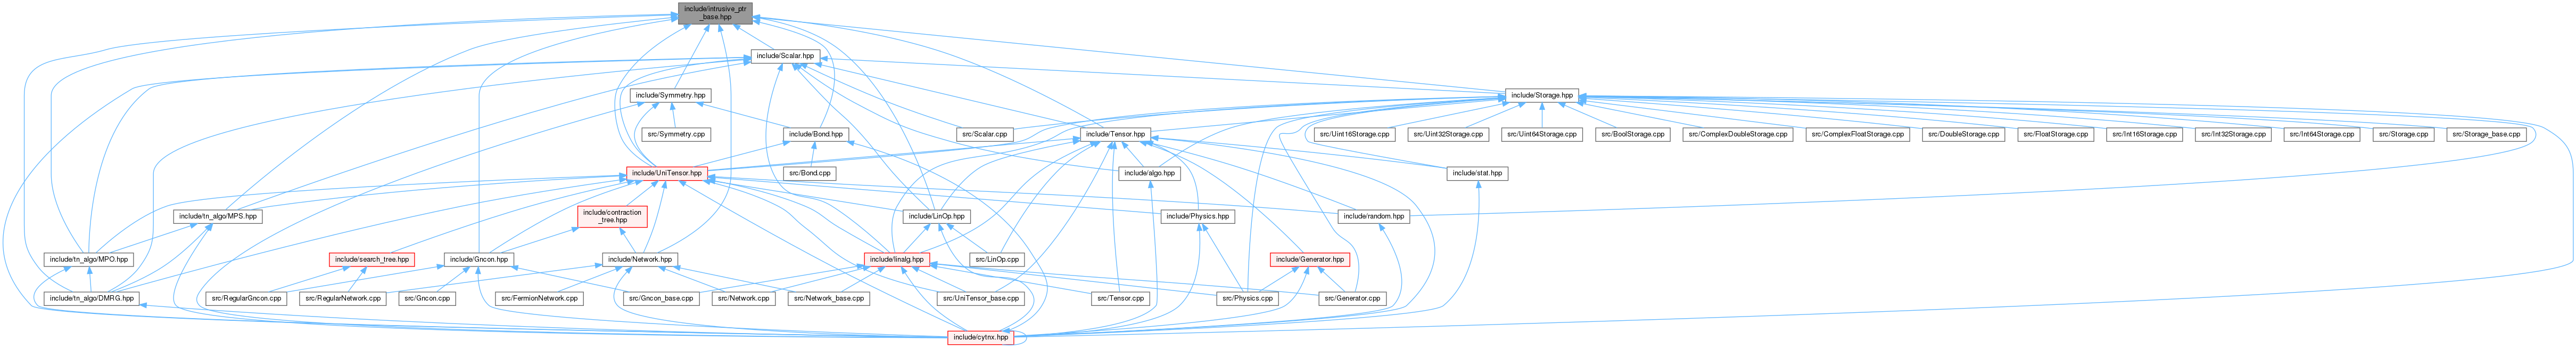 include/intrusive_ptr
_base.hpp
include/Scalar.hpp
include/Symmetry.hpp
include/Storage.hpp
src/Symmetry.cpp
include/Bond.hpp
src/Scalar.cpp
include/Tensor.hpp
src/Uint16Storage.cpp
src/Uint32Storage.cpp
src/Uint64Storage.cpp
src/BoolStorage.cpp
src/ComplexDoubleStorage.cpp
src/ComplexFloatStorage.cpp
src/DoubleStorage.cpp
src/FloatStorage.cpp
src/Int16Storage.cpp
src/Int32Storage.cpp
src/Int64Storage.cpp
src/Storage.cpp
src/Storage_base.cpp
include/UniTensor.hpp
src/Bond.cpp
include/algo.hpp
include/stat.hpp
include/tn_algo/MPS.hpp
include/contraction
_tree.hpp
include/LinOp.hpp
include/Physics.hpp
include/random.hpp
include/tn_algo/MPO.hpp
include/search_tree.hpp
include/Gncon.hpp
include/Network.hpp
include/linalg.hpp
src/LinOp.cpp
include/Generator.hpp
include/tn_algo/DMRG.hpp
src/RegularGncon.cpp
src/RegularNetwork.cpp
src/Gncon.cpp
src/FermionNetwork.cpp
src/Gncon_base.cpp
src/Network.cpp
src/Network_base.cpp
src/UniTensor_base.cpp
src/Tensor.cpp
src/Physics.cpp
src/Generator.cpp
include/cytnx.hpp